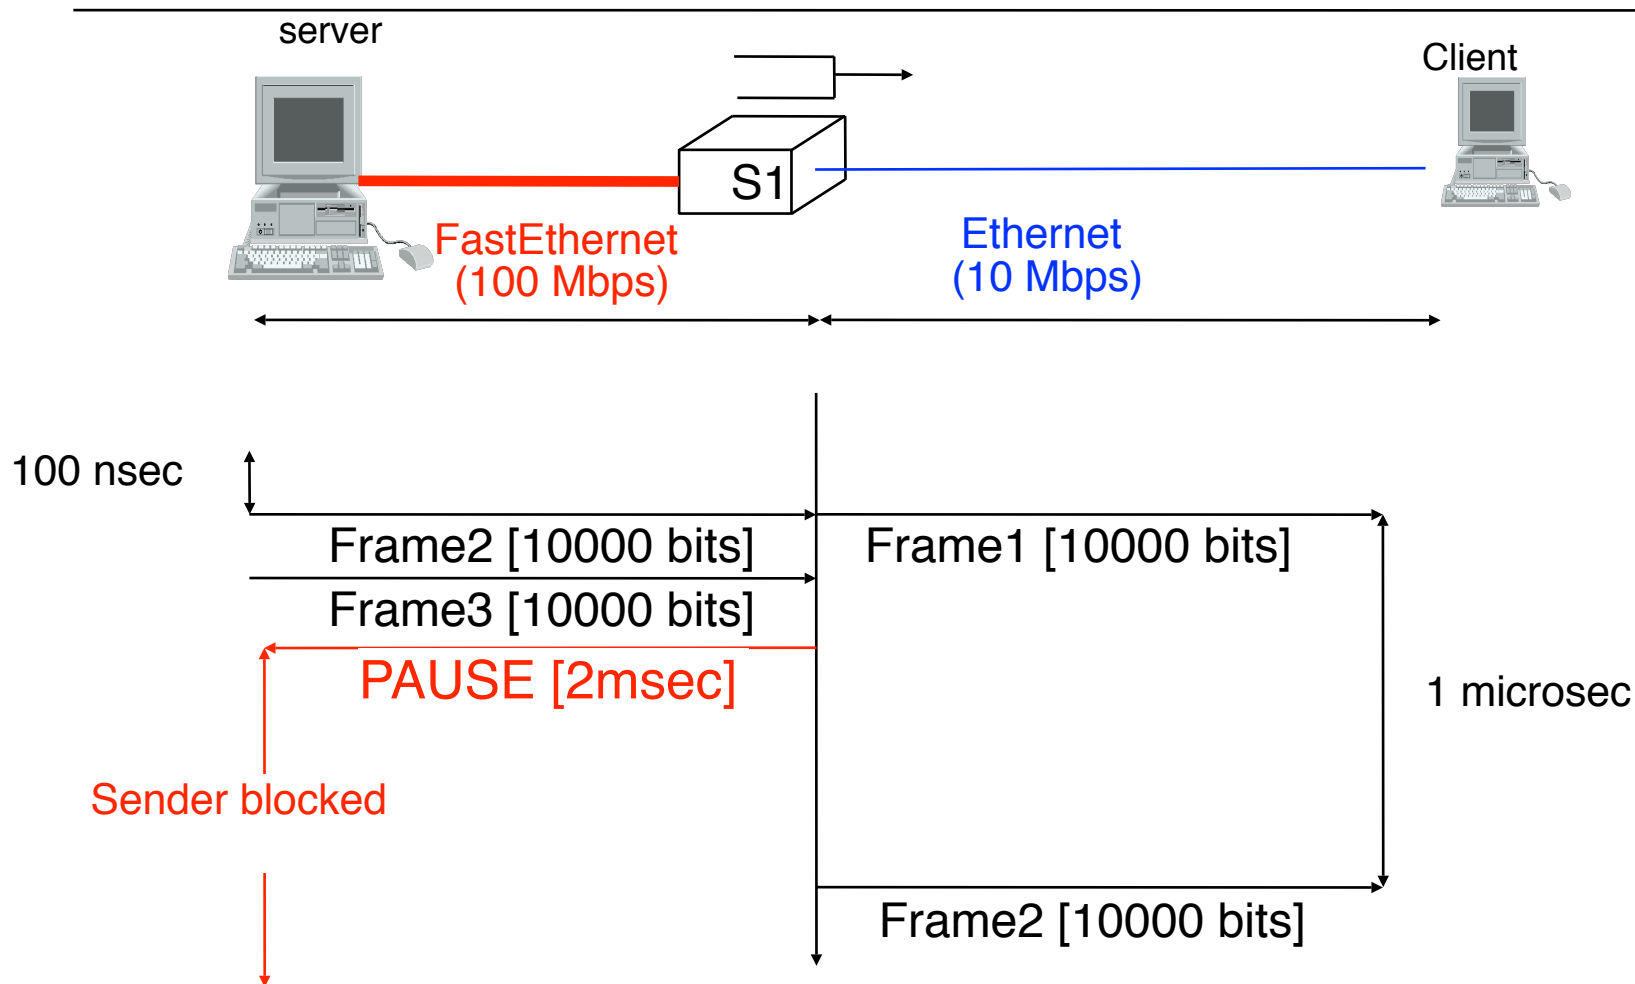 server
Client
S1
FastEthernet
(100 Mbps)
Ethernet
(10 Mbps)
100 nsec
Frame2 [10000 bits]
Frame1 [10000 bits]
Frame3 [10000 bits]
PAUSE [2msec]
1 microsec
Sender blocked
Frame2 [10000 bits]